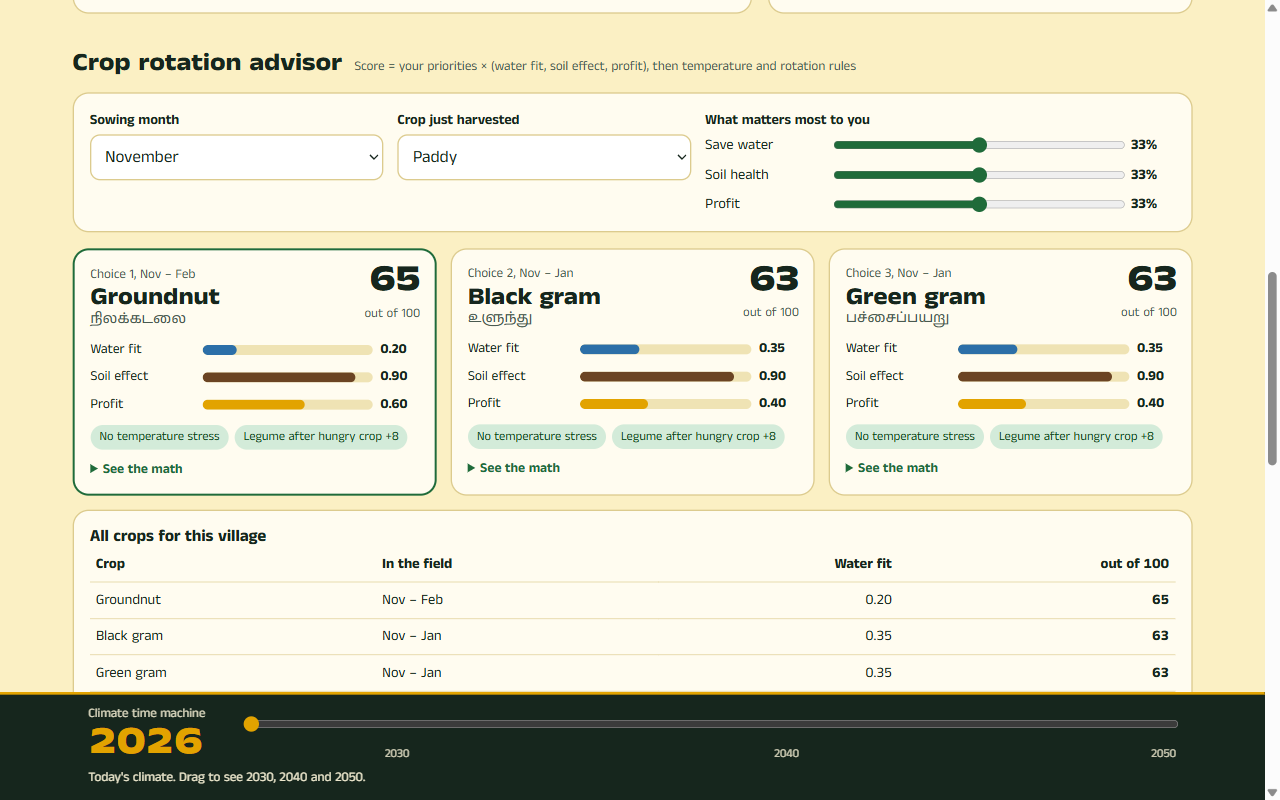 Crop rotation advisor Score = your priorities × (water fit, soil effect, profit), then temperature and rotation rules
Sowing month
November
Crop just harvested
Paddy
What matters most to you
Save water 33%
Soil health 33%
Profit 33%
Choice 1, Nov – Feb
Groundnut
நிலக்கடலை
65
out of 100
Water fit 0.20
Soil effect 0.90
Profit 0.60
No temperature stress Legume after hungry crop +8
▶ See the math
Choice 2, Nov – Jan
Black gram
உளுந்து
63
out of 100
Water fit 0.35
Soil effect 0.90
Profit 0.40
No temperature stress Legume after hungry crop +8
▶ See the math
Choice 3, Nov – Jan
Green gram
பச்சைப்பயறு
63
out of 100
Water fit 0.35
Soil effect 0.90
Profit 0.40
No temperature stress Legume after hungry crop +8
▶ See the math
All crops for this village
Crop In the field Water fit out of 100
Groundnut Nov – Feb 0.20 65
Black gram Nov – Jan 0.35 63
Green gram Nov – Jan 0.35 63
Climate time machine
2026
2030 2040 2050
Today's climate. Drag to see 2030, 2040 and 2050.